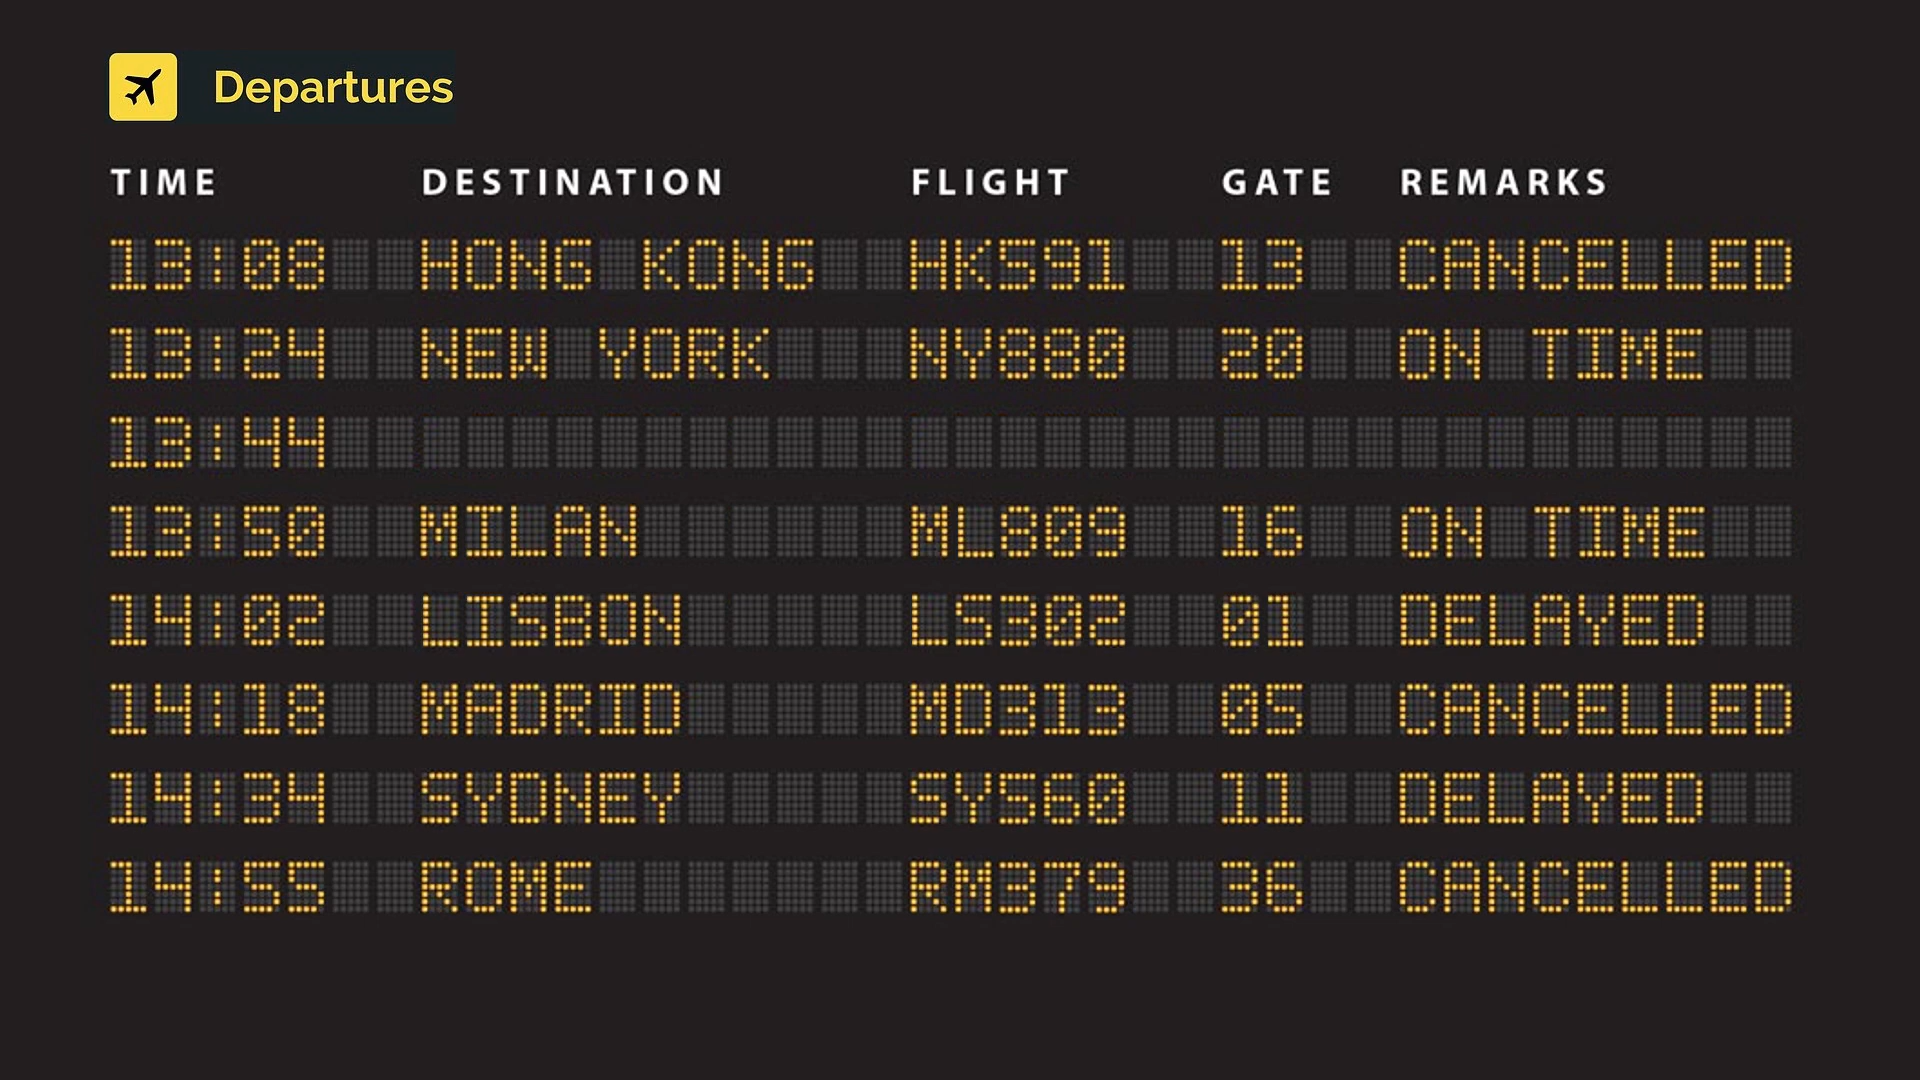 Departures
TIME DESTINATION FLIGHT GATE REMARKS
13:08 HONG KONG HK591 13 CANCELLED
13:24 NEW YORK NY880 20 ON TIME
13:44
13:50 MILAN ML809 16 ON TIME
14:02 LISBON LS302 01 DELAYED
14:18 MADRID MD313 05 CANCELLED
14:34 SYDNEY SY560 11 DELAYED
14:55 ROME RM379 36 CANCELLED